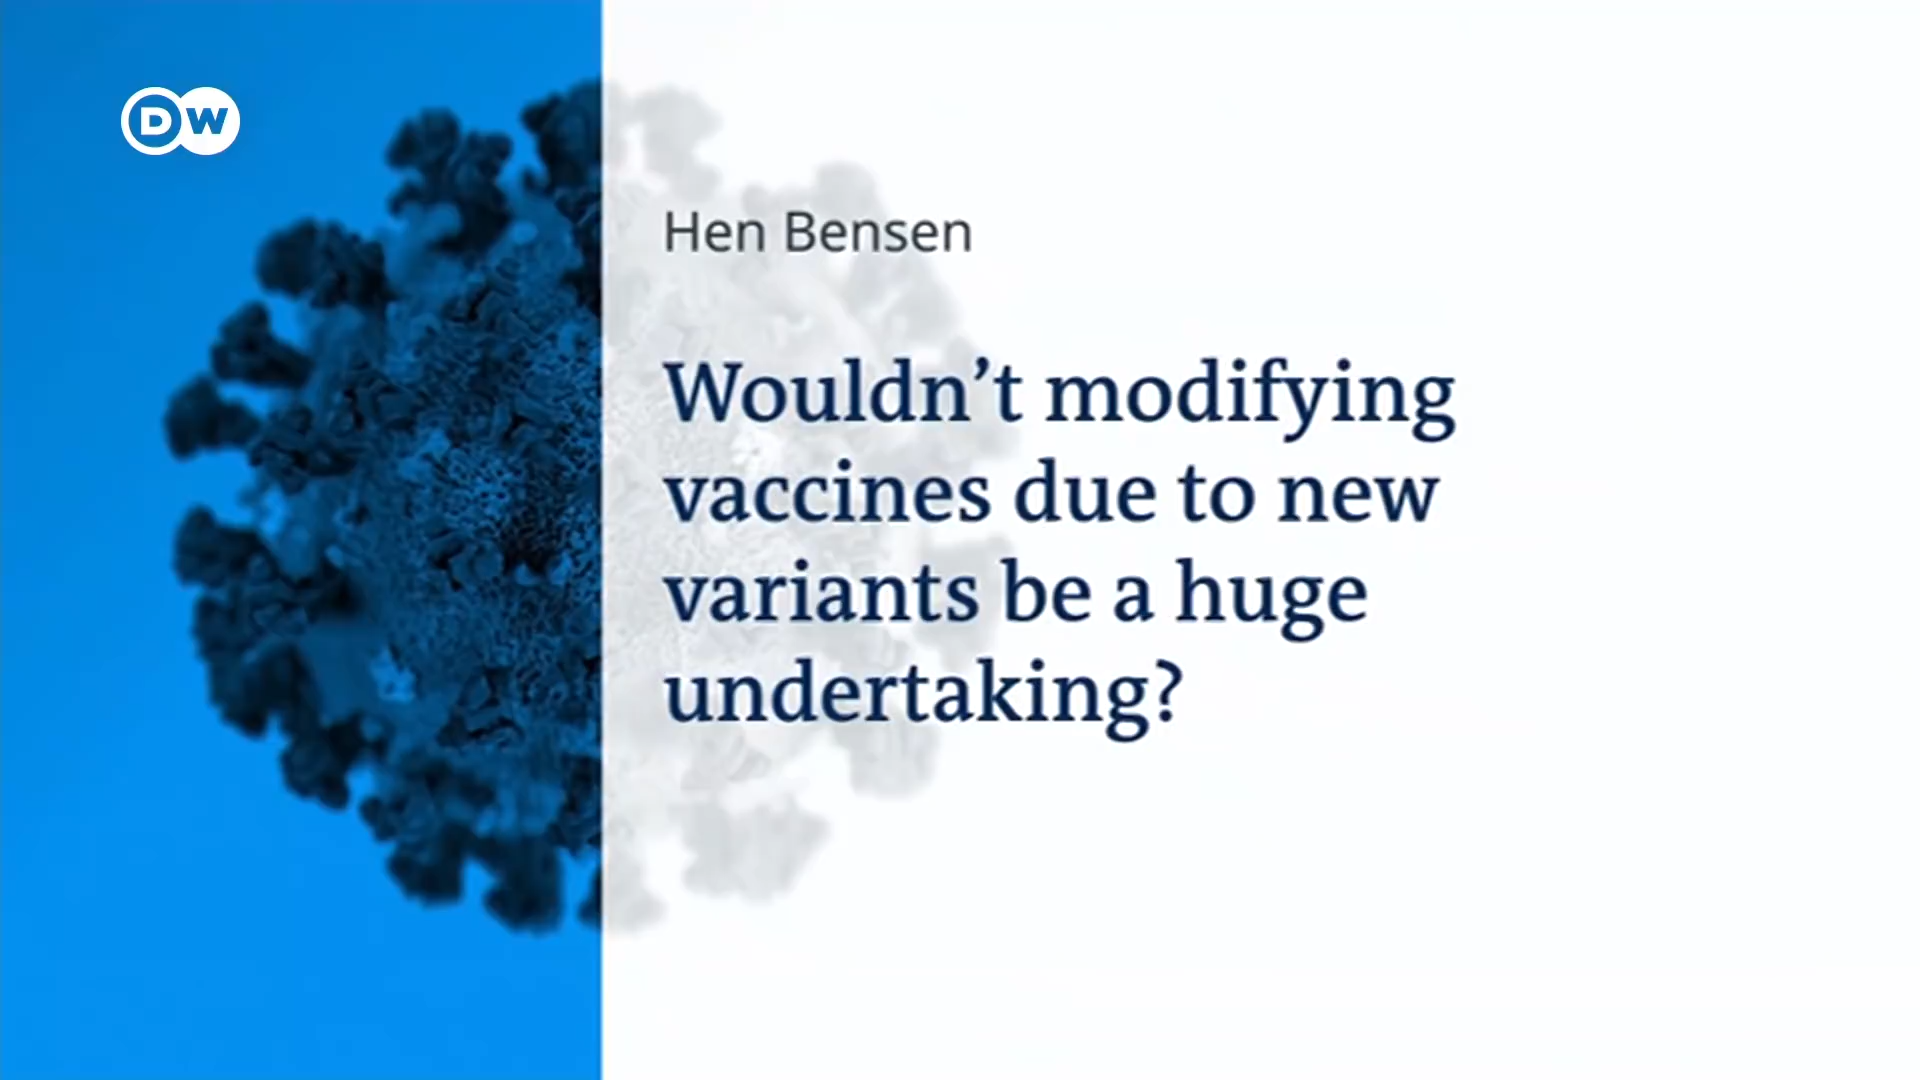 DW
Hen Bensen
Wouldn’t modifying
vaccines due to new
variants be a huge
undertaking?